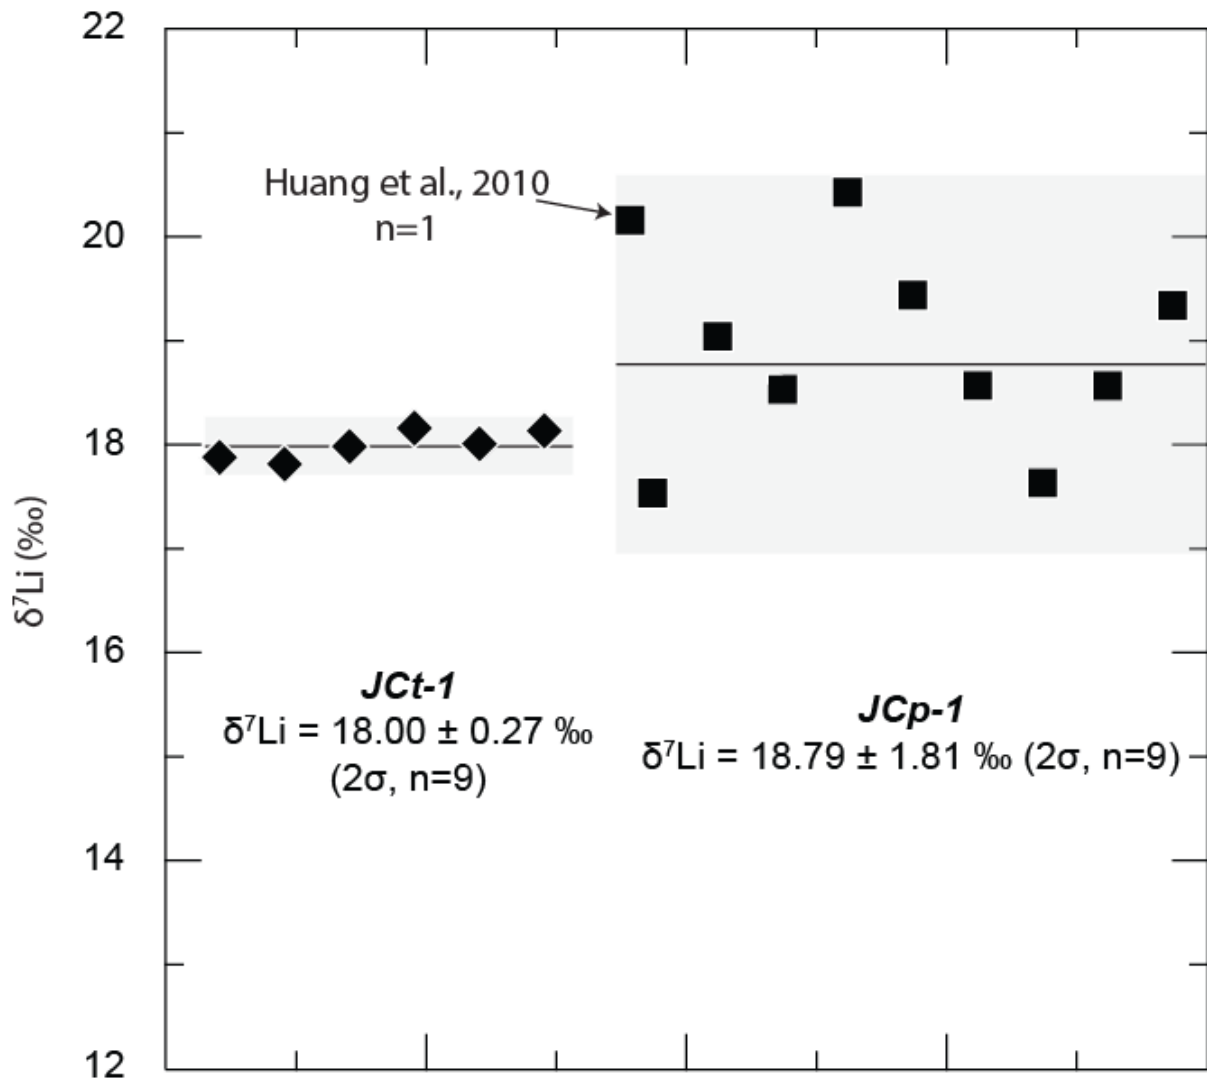 22
20
18
16
14
12
δ⁷Li (‰)
Huang et al., 2010
n=1
JCt-1
δ⁷Li = 18.00 ± 0.27 ‰
(2σ, n=9)
JCp-1
δ⁷Li = 18.79 ± 1.81 ‰ (2σ, n=9)